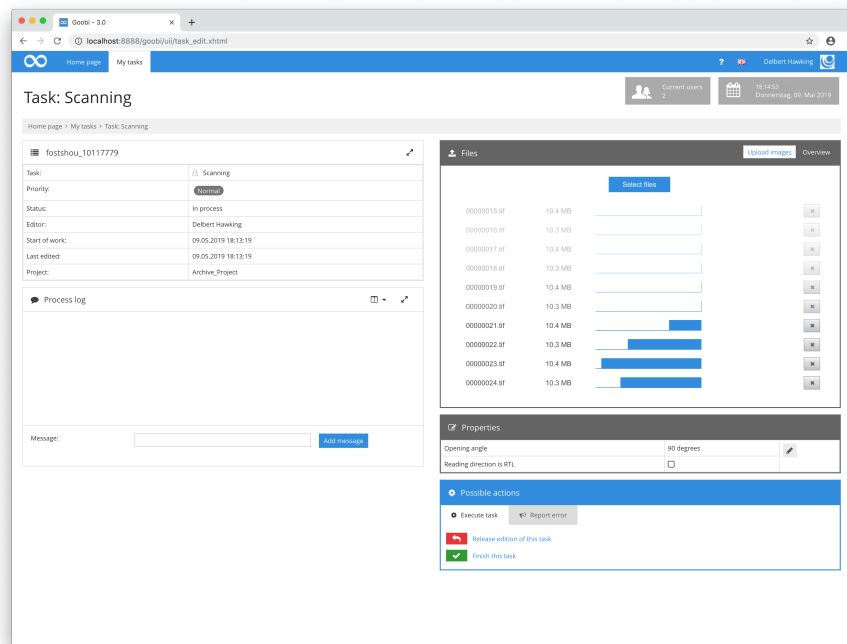 Goobi - 3.0
localhost:8888/goobi/uii/task_edit.xhtml
Home page
My tasks
?
Delbert Hawking
Task: Scanning
Current users
2
18:14:53
Donnerstag, 09. Mai 2019
Home page › My tasks › Task: Scanning
fostshou_10117779
Task: Scanning
Priority: Normal
Status: In process
Editor: Delbert Hawking
Start of work: 09.05.2019 18:13:19
Last edited: 09.05.2019 18:13:19
Project: Archive_Project
Process log
Message: Add message
Files Upload images Overview
Select files
00000015.tif 10.4 MB
00000016.tif 10.3 MB
00000017.tif 10.4 MB
00000018.tif 10.3 MB
00000019.tif 10.4 MB
00000020.tif 10.3 MB
00000021.tif 10.4 MB
00000022.tif 10.3 MB
00000023.tif 10.4 MB
00000024.tif 10.3 MB
Properties
Opening angle 90 degrees
Reading direction is RTL
Possible actions
Execute task Report error
Release edition of this task
Finish this task